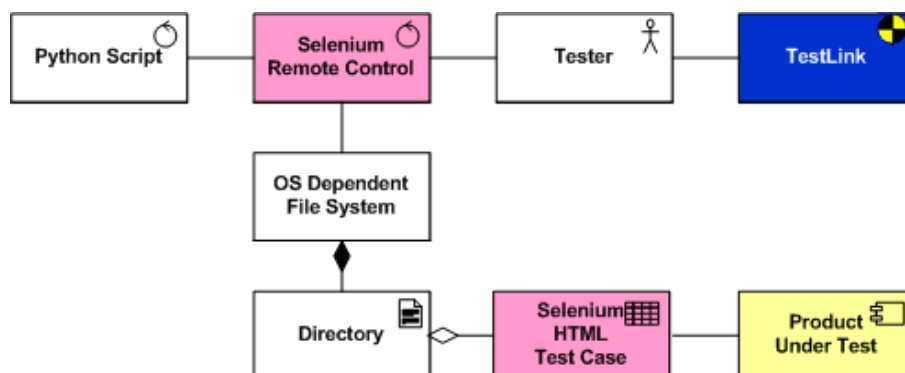 Python Script
Selenium
Remote Control
Tester
TestLink
OS Dependent
File System
Directory
Selenium
HTML
Test Case
Product
Under Test